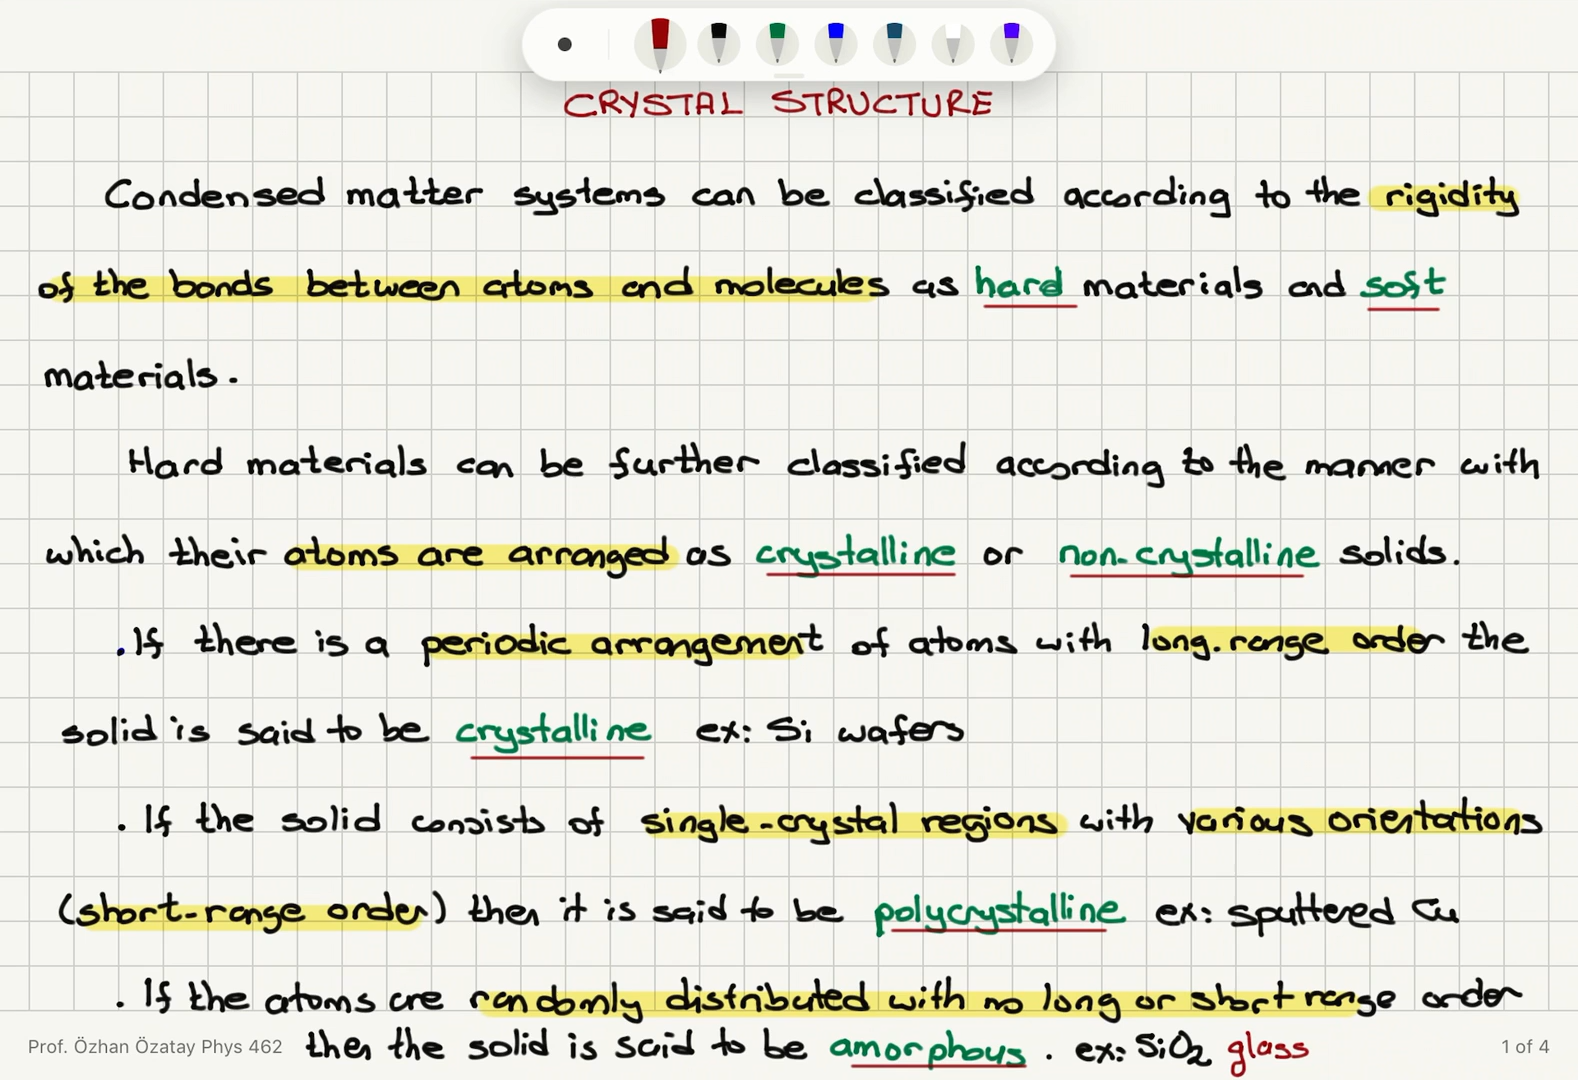 CRYSTAL STRUCTURE
Condensed matter systems can be classified according to the rigidity
of the bonds between atoms and molecules as hard materials and soft
materials.
Hard materials can be further classified according to the manner with
which their atoms are arranged as crystalline or non-crystalline solids.
. If there is a periodic arrangement of atoms with long-range order the
solid is said to be crystalline ex: Si wafers
. If the solid consists of single-crystal regions with various orientations
(short-range order) then it is said to be polycrystalline ex: sputtered Cu
. If the atoms are randomly distributed with no long or short range order
then the solid is said to be amorphous. ex: SiO2 glass
Prof. Özhan Özatay Phys 462
1 of 4